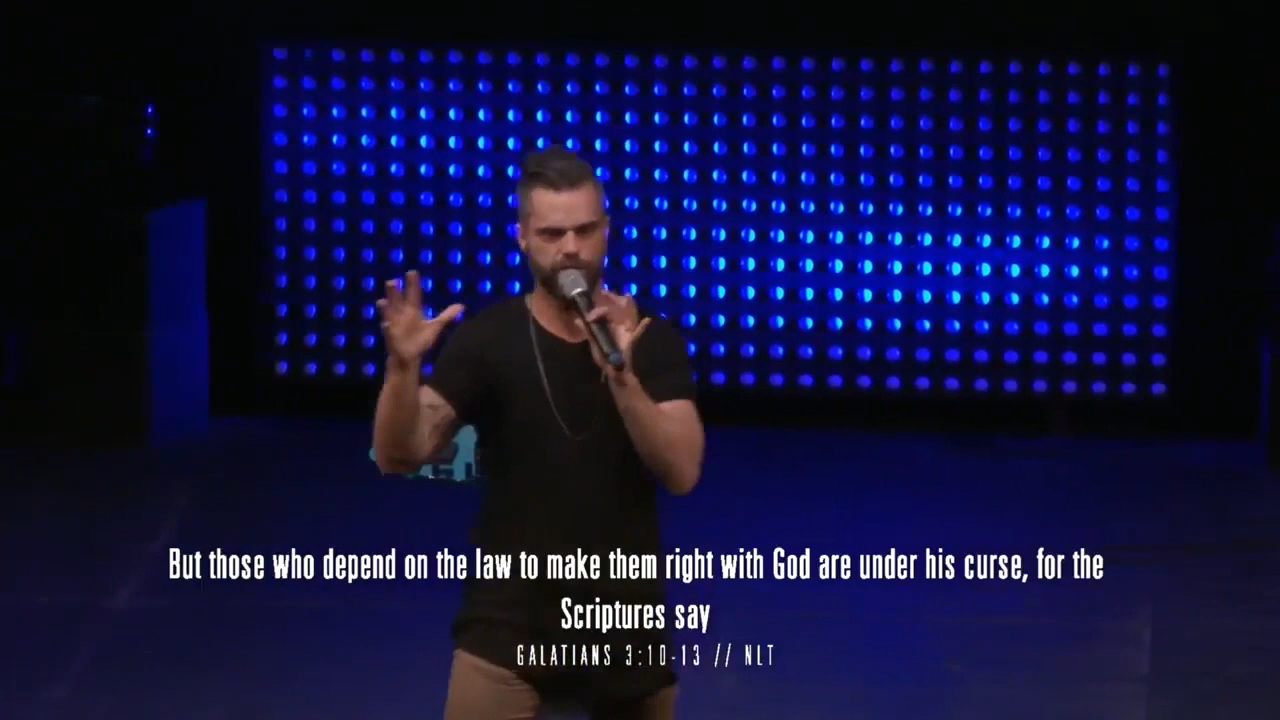 But those who depend on the law to make them right with God are under his curse, for the
Scriptures say
GALATIANS 3:10-13 // NLT